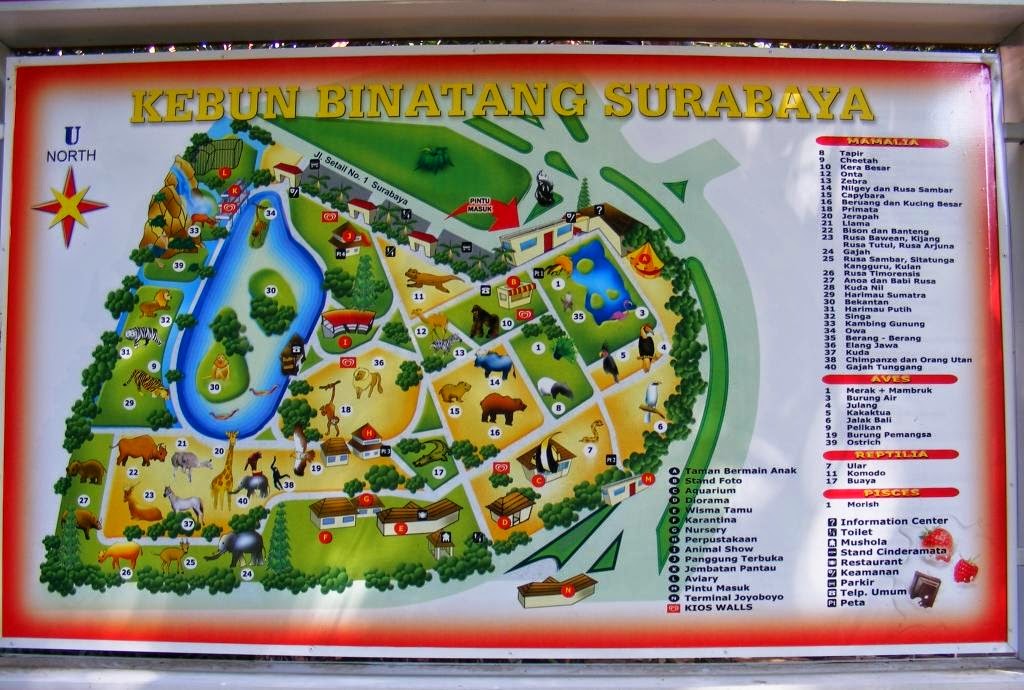 KEBUN BINATANG SURABAYA
U
NORTH
Jl. Setail No. 1 Surabaya
PINTU
MASUK
MAMALIA
8 Tapir
9 Cheetah
10 Kera Besar
12 Onta
13 Zebra
14 Nilgey dan Rusa Sambar
15 Capybara
16 Beruang dan Kucing Besar
18 Primata
20 Jerapah
21 Llama
22 Bison dan Banteng
23 Rusa Bawean, Kijang
Rusa Tutul, Rusa Arjuna
24 Gajah
25 Rusa Sambar, Sitatunga
Kangguru, Kulan
26 Rusa Timorensis
27 Anoa dan Babi Rusa
28 Kuda Nil
29 Harimau Sumatra
30 Bekantan
31 Harimau Putih
32 Singa
33 Kambing Gunung
34 Owa
35 Berang - Berang
36 Elang Jawa
37 Kuda
38 Chimpanze dan Orang Utan
40 Gajah Tunggang
AVES
1 Merak + Mambruk
3 Burung Air
4 Julang
5 Kakaktua
6 Jalak Bali
9 Pelikan
19 Burung Pemangsa
39 Ostrich
REPTILIA
7 Ular
11 Komodo
17 Buaya
PISCES
1 Morish
A Taman Bermain Anak
B Stand Foto
C Aquarium
D Diorama
E Wisma Tamu
F Karantina
G Nursery
H Perpustakaan
I Animal Show
J Panggung Terbuka
K Jembatan Pantau
L Aviary
M Pintu Masuk
N Terminal Joyoboyo
KIOS WALLS
? Information Center
Toilet
Mushola
Stand Cinderamata
Restaurant
Keamanan
Parkir
Telp. Umum
Pt Peta